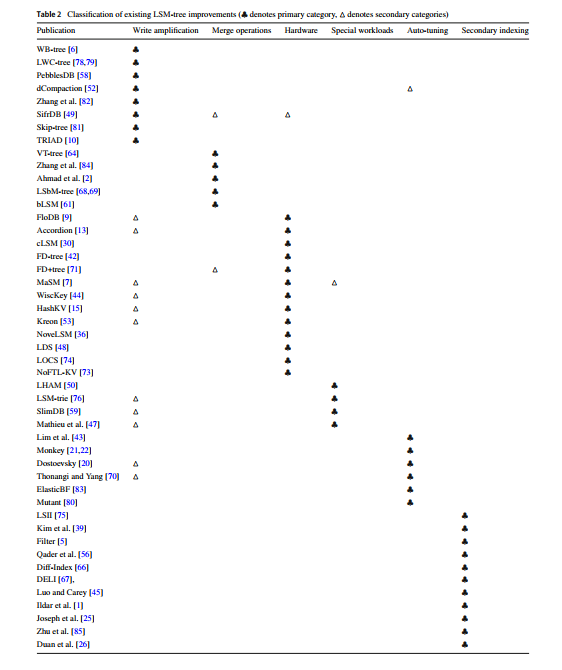 Table 2 Classification of existing LSM-tree improvements (♣ denotes primary category, △ denotes secondary categories)
Publication Write amplification Merge operations Hardware Special workloads Auto-tuning Secondary indexing
WB-tree [6] ♣
LWC-tree [78,79] ♣
PebblesDB [58] ♣
dCompaction [52] ♣ △
Zhang et al. [82] ♣
SifrDB [49] ♣ △ △
Skip-tree [81] ♣
TRIAD [10] ♣
VT-tree [64] ♣
Zhang et al. [84] ♣
Ahmad et al. [2] ♣
LSbM-tree [68,69] ♣
bLSM [61] ♣
FloDB [9] △ ♣
Accordion [13] △ ♣
cLSM [30] ♣
FD-tree [42] ♣
FD+tree [71] △ ♣
MaSM [7] △ ♣ △
WiscKey [44] △ ♣
HashKV [15] △ ♣
Kreon [53] △ ♣
NoveLSM [36] ♣
LDS [48] ♣
LOCS [74] ♣
NoFTL-KV [73] ♣
LHAM [50] ♣
LSM-trie [76] △ ♣
SlimDB [59] △ ♣
Mathieu et al. [47] △ ♣
Lim et al. [43] ♣
Monkey [21,22] ♣
Dostoevsky [20] △ ♣
Thonangi and Yang [70] △ ♣
ElasticBF [83] ♣
Mutant [80] ♣
LSII [75] ♣
Kim et al. [39] ♣
Filter [5] ♣
Qader et al. [56] ♣
Diff-Index [66] ♣
DELI [67], ♣
Luo and Carey [45] ♣
Ildar et al. [1] ♣
Joseph et al. [25] ♣
Zhu et al. [85] ♣
Duan et al. [26] ♣